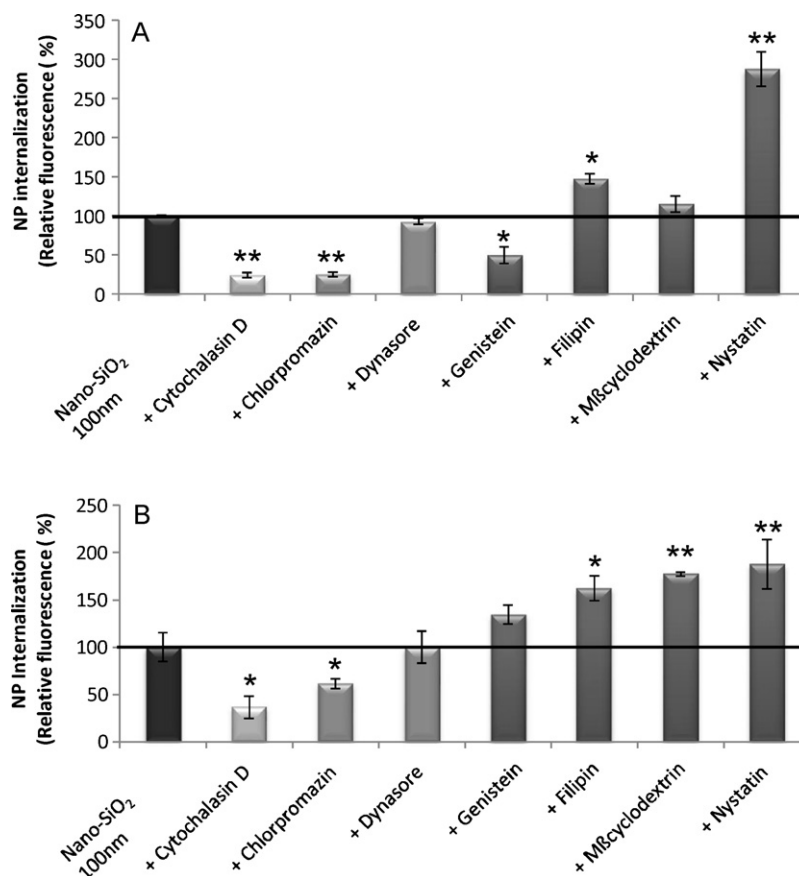 A
NP internization
(Relative fluorescence ( %)
350
300
250
200
150
100
50
0
**
**
*
*
**
Nano-SiO₂
100nm
+ Cytochalasin D
+ Chlorpromazin
+ Dynasore
+ Genistein
+ Filipin
+ Mßcyclodextrin
+ Nystatin
B
NP Internalization
(Relative fluorescence ( %)
250
200
150
100
50
0
*
*
*
**
**
Nano-SiO₂
100nm
+ Cytochalasin D
+ Chlorpromazin
+ Dynasore
+ Genistein
+ Filipin
+ Mßcyclodextrin
+ Nystatin